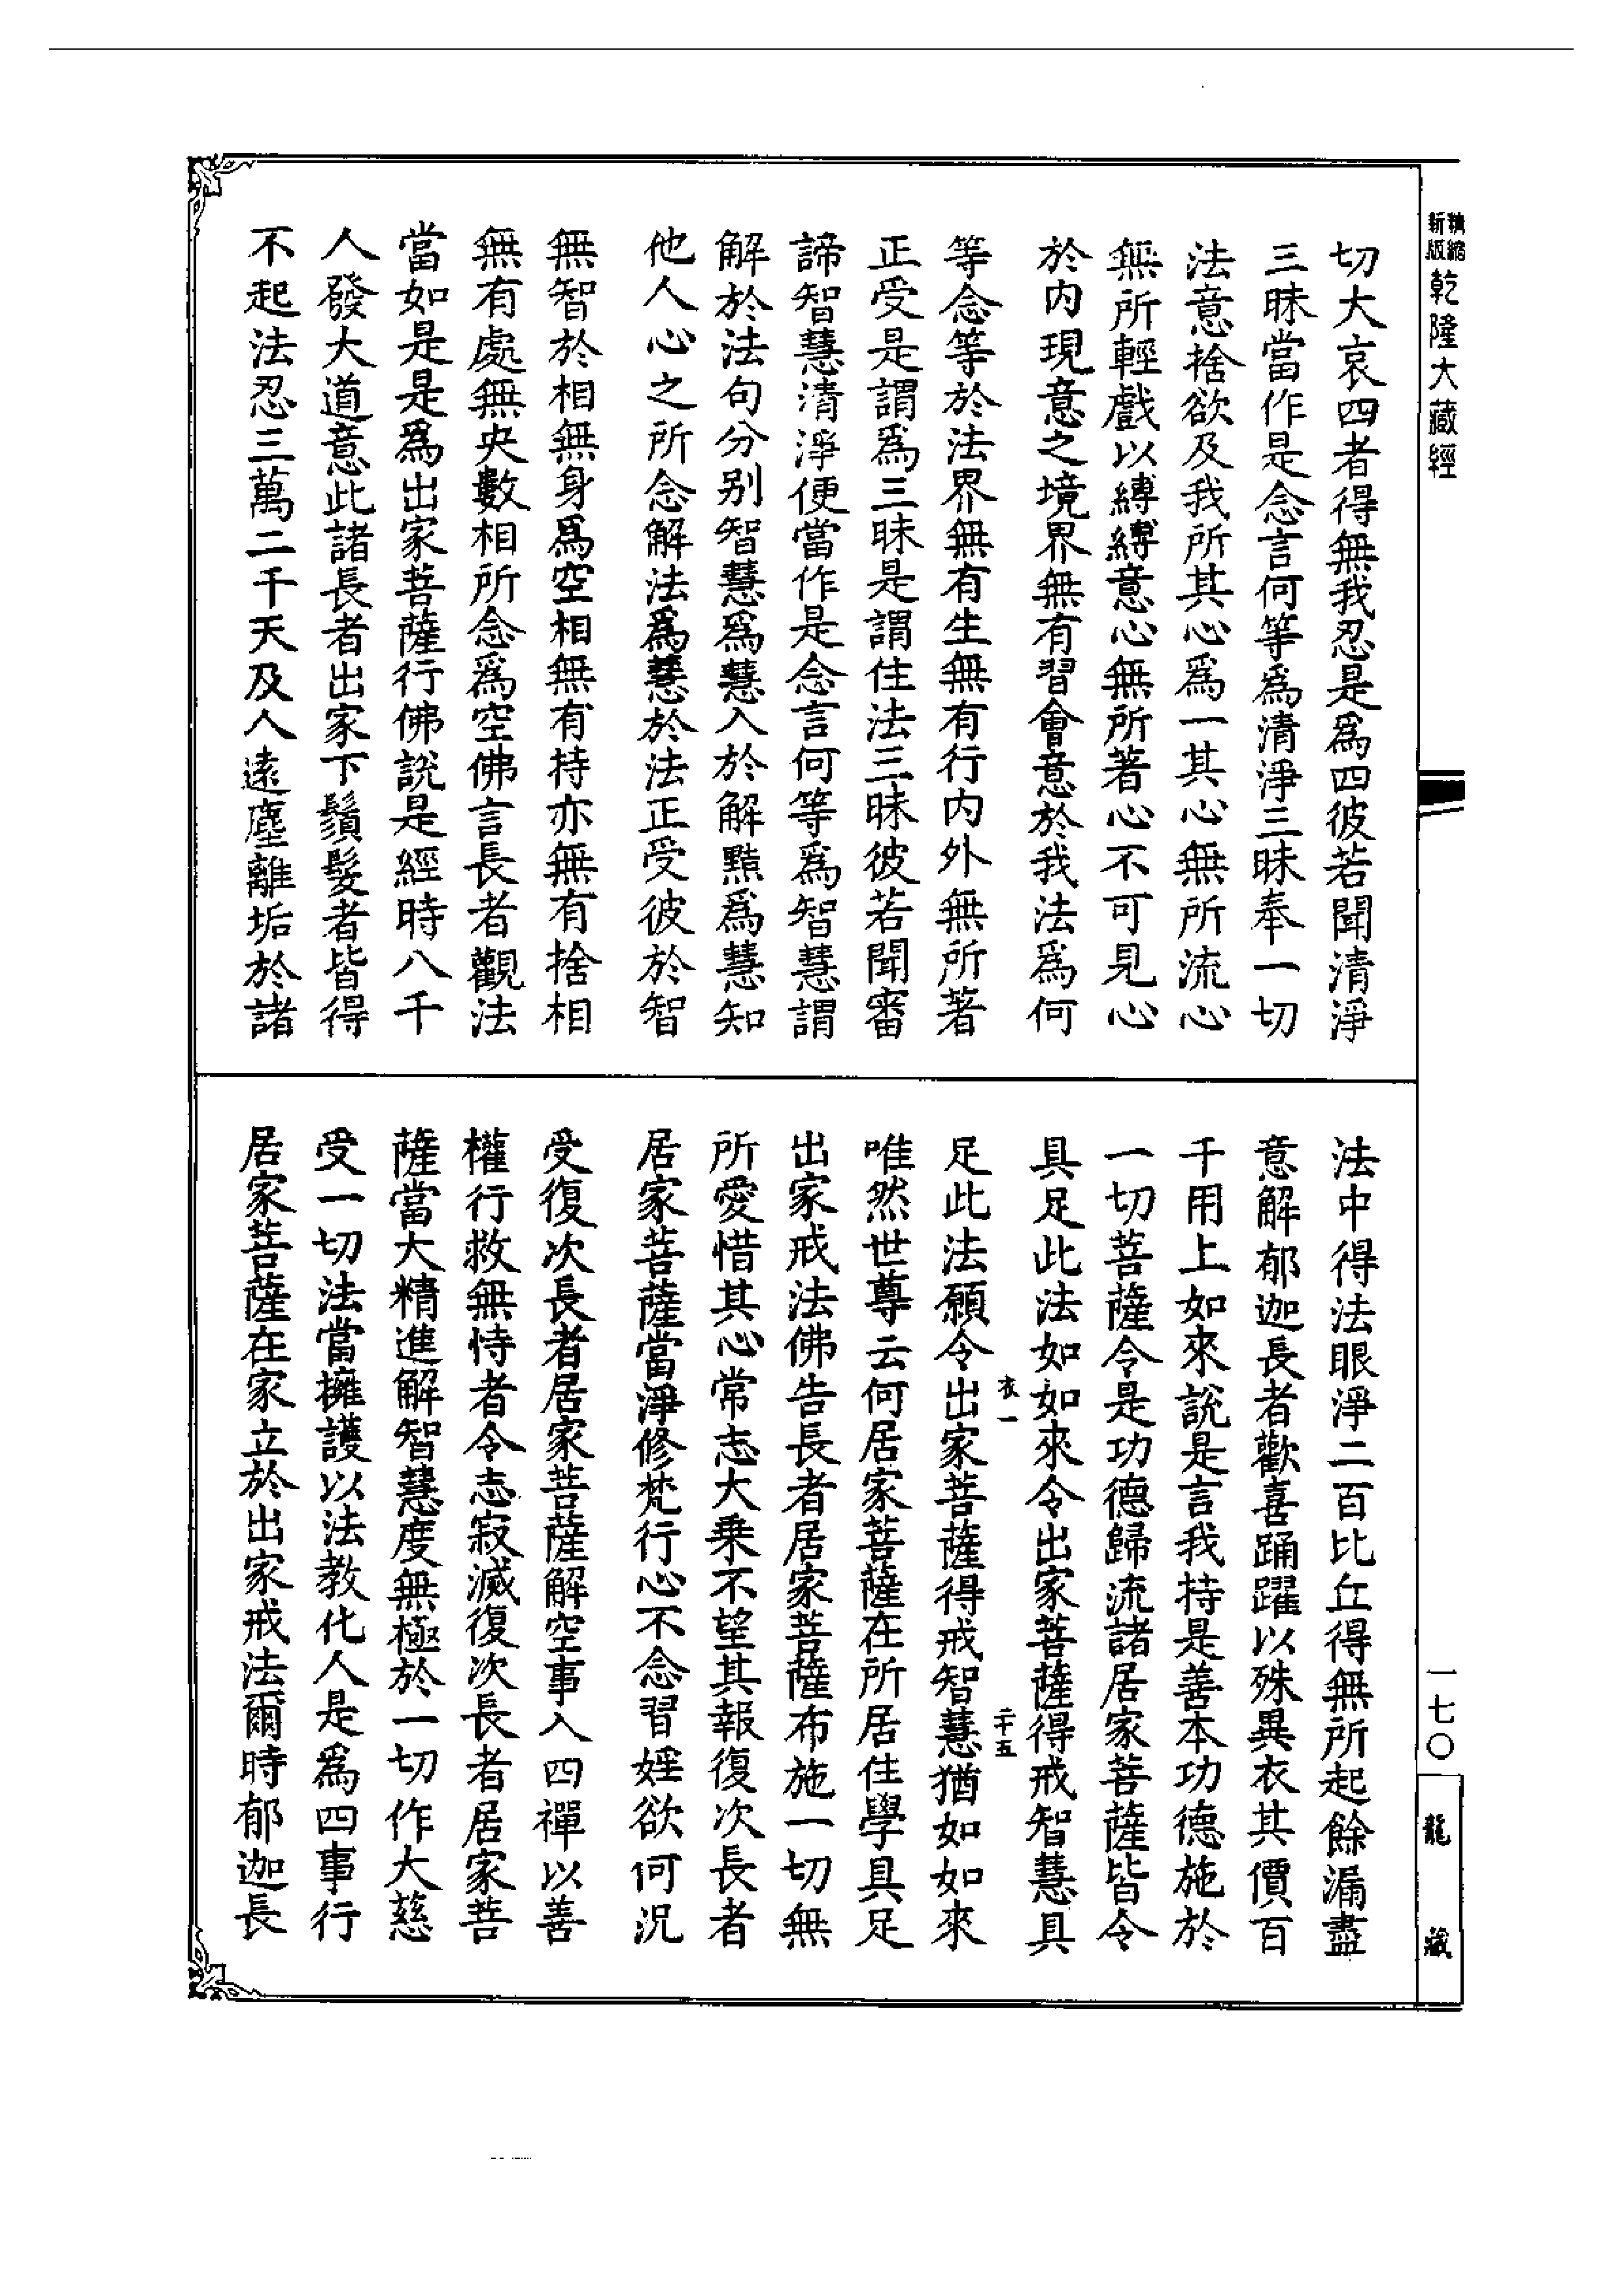 精縮新版
乾隆大藏經
切大哀四者得無我忍是爲四彼若聞清淨
三昧當作是念言何等爲清淨三昧奉一切
法意捨欲及我所其心爲一其心無所流心
無所輕戲以縛縛意心無所著心不可見心
於内現意之境界無有習會意於我法爲何
等念等於法界無有生無有行内外無所著
正受是謂爲三昧是謂住法三昧彼若聞審
諦智慧清淨便當作是念言何等爲智慧謂
解於法句分别智慧爲慧入於解黠爲慧知
他人心之所念解法爲慧於法正受彼於智
無智於相無身爲空相無有持亦無有捨相
無有處無央數相所念爲空佛言長者觀法
當如是是爲出家菩薩行佛說是經時八千
人發大道意此諸長者出家下鬚髮者皆得
不起法忍三萬二千天及人遠塵離垢於諸
法中得法眼淨二百比丘得無所起餘漏盡
意解郁迦長者歡喜踊躍以殊異衣其價百
千用上如來說是言我持是善本功德施於
一切菩薩令是功德歸流諸居家菩薩皆令
具足此法如如來令出家菩薩得戒智慧具
衣一
二十五
足此法願令出家菩薩得戒智慧猶如如來
唯然世尊云何居家菩薩在所居住學具足
出家戒法佛告長者居家菩薩布施一切無
所愛惜其心常志大乗不望其報復次長者
居家菩薩當淨修梵行心不念習婬欲何况
受復次長者居家菩薩解空事入四禪以善
權行救無恃者令志寂滅復次長者居家菩
薩當大精進解智慧度無極於一切作大慈
受一切法當擁護以法教化人是爲四事行
居家菩薩在家立於出家戒法爾時郁迦長
一七〇
龍藏